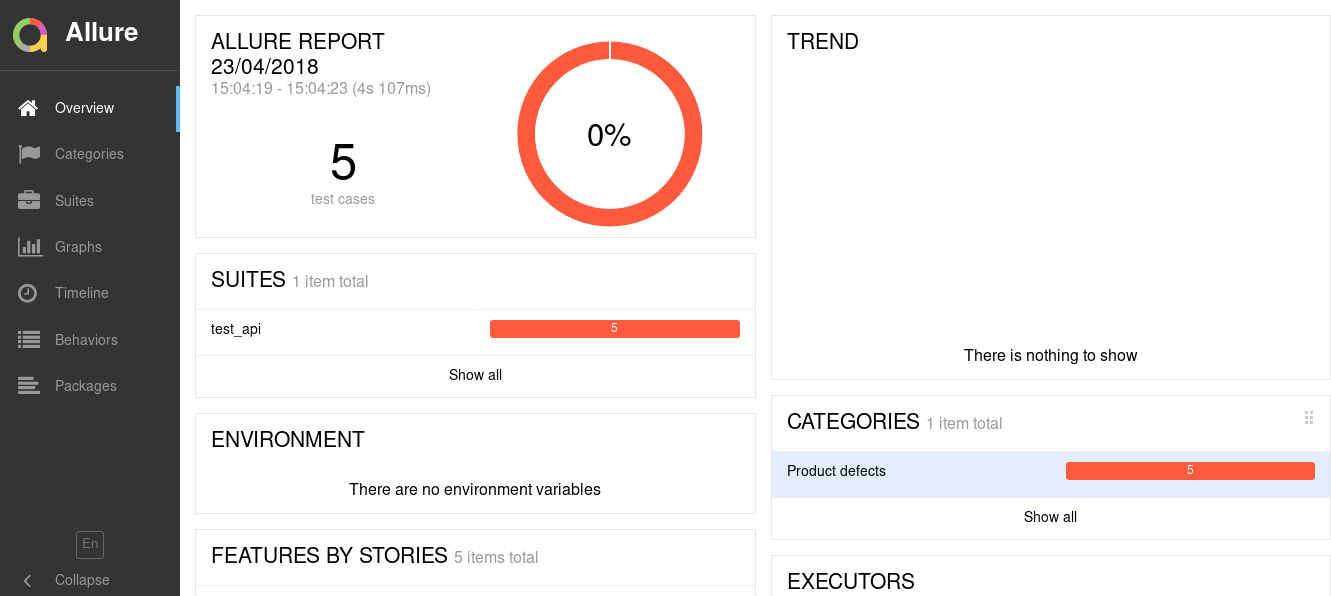 Allure
Overview
Categories
Suites
Graphs
Timeline
Behaviors
Packages
En
Collapse
ALLURE REPORT
23/04/2018
15:04:19 - 15:04:23 (4s 107ms)
5
test cases
0%
SUITES 1 item total
test_api 5
Show all
ENVIRONMENT
There are no environment variables
FEATURES BY STORIES 5 items total
TREND
There is nothing to show
CATEGORIES 1 item total
Product defects 5
Show all
EXECUTORS